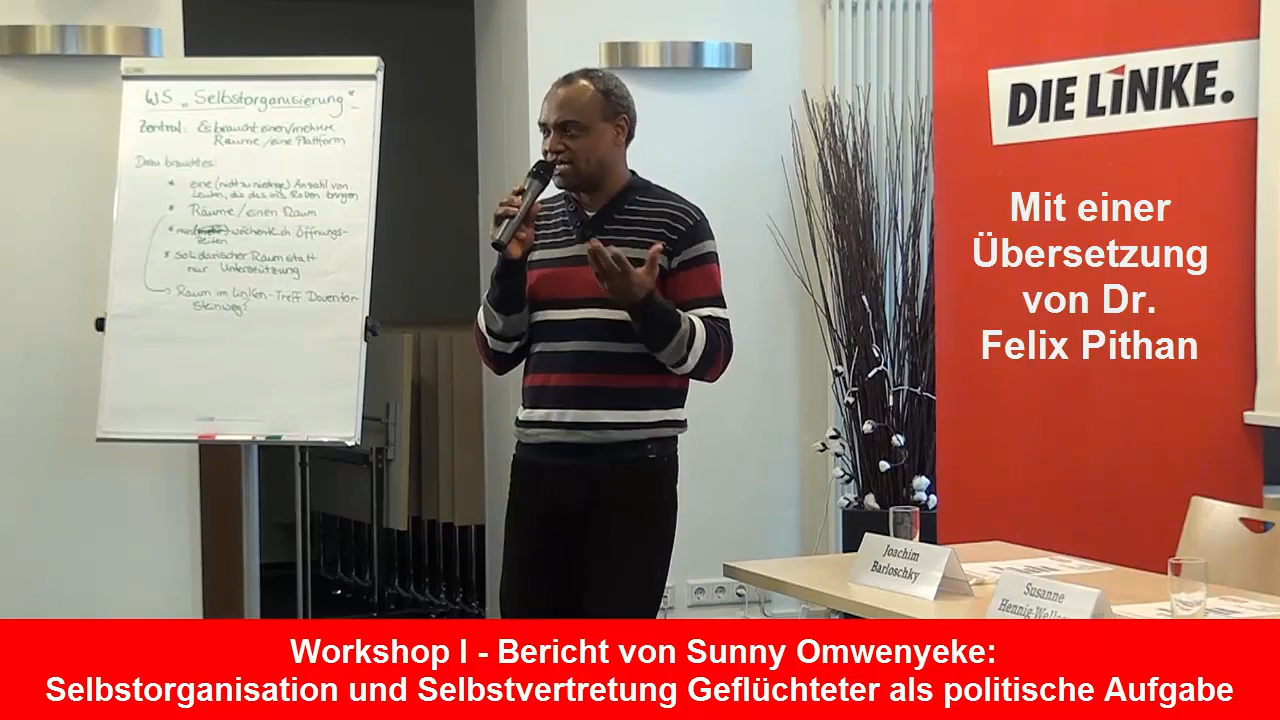 WS „Selbstorganisierung"
Zentral: Es braucht einen/mehrere
Räume/eine Plattform
Dazu braucht es:
* eine (nicht zu niedrige) Anzahl von
Leuten, die das ins Rollen bringen
* Räume/einen Raum
* wöchentlich Öffnungs-
zeiten
* solidarischer Raum statt
nur Unterstützung
→ Raum im Linken-Treff
Steinweg?
DIE LINKE.
Mit einer
Übersetzung
von Dr.
Felix Pithan
Joachim
Barloschky
Susanne
Workshop I - Bericht von Sunny Omwenyeke:
Selbstorganisation und Selbstvertretung Geflüchteter als politische Aufgabe